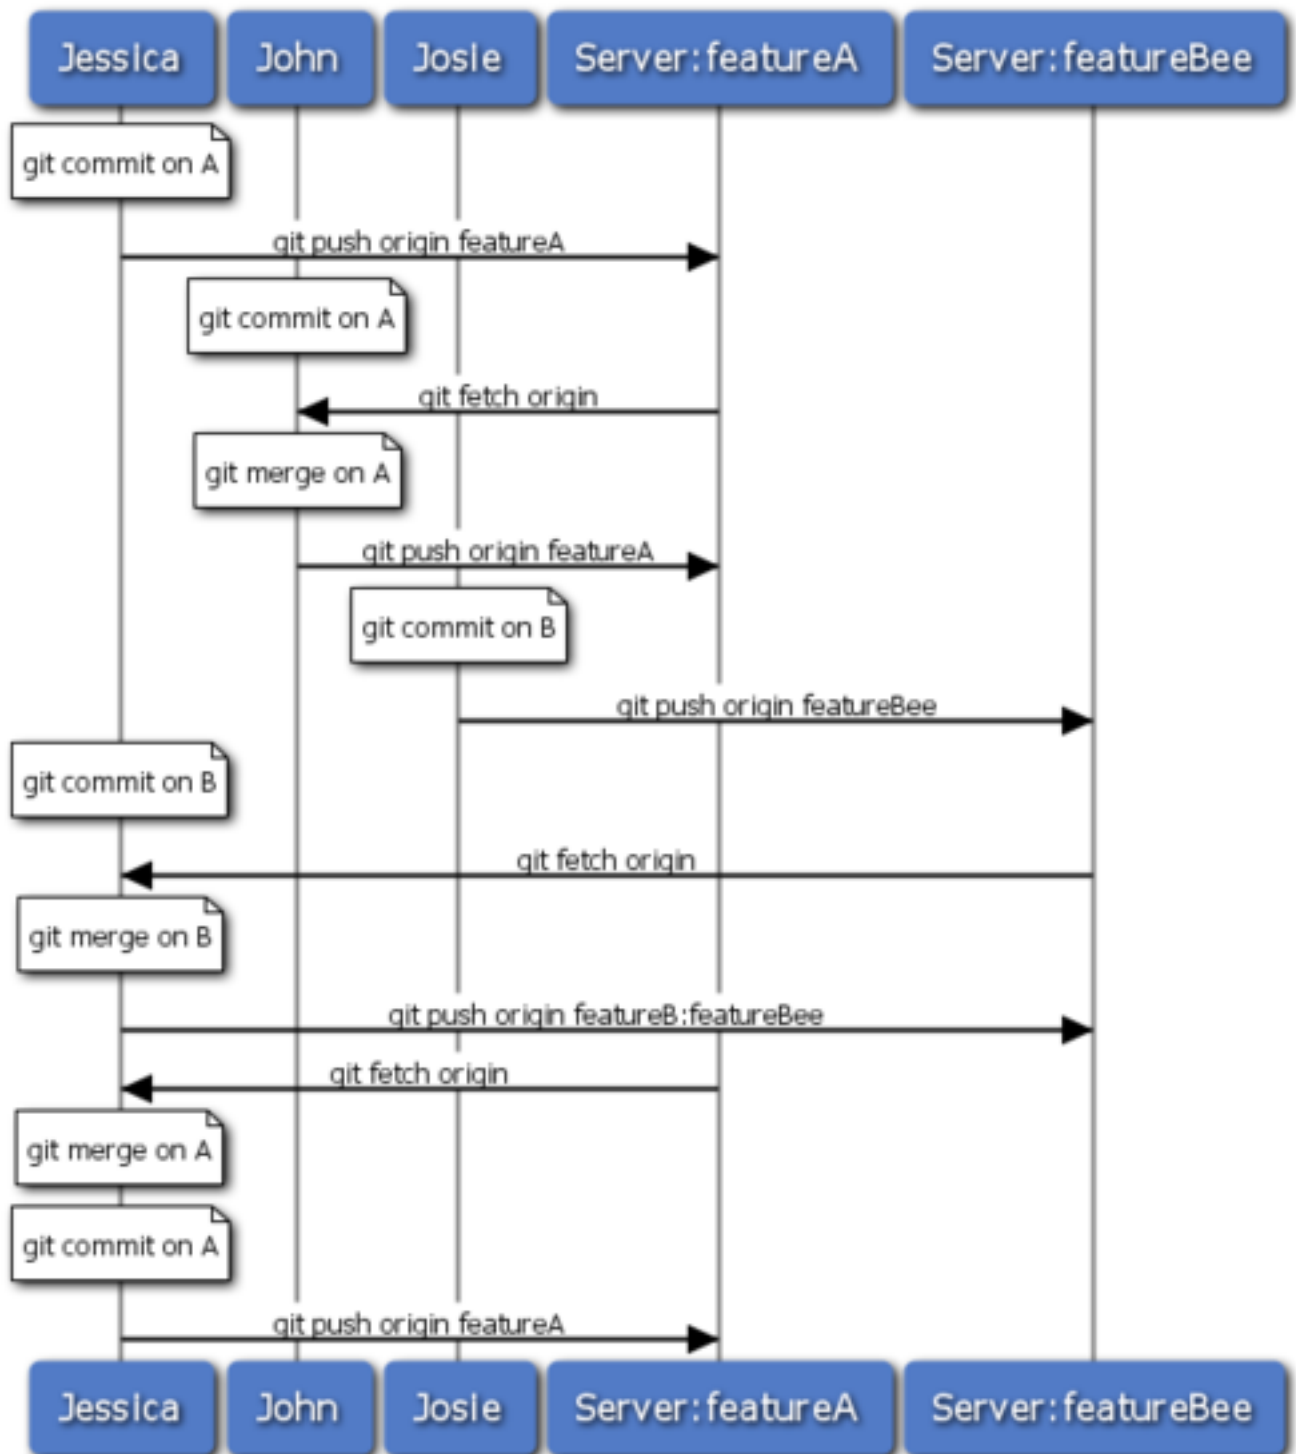 Jessica
John
Josie
Server:featureA
Server:featureBee
git commit on A
git push origin featureA
git commit on A
git fetch origin
git merge on A
git push origin featureA
git commit on B
git push origin featureBee
git commit on B
git fetch origin
git merge on B
git push origin featureB:featureBee
git fetch origin
git merge on A
git commit on A
git push origin featureA
Jessica
John
Josie
Server:featureA
Server:featureBee